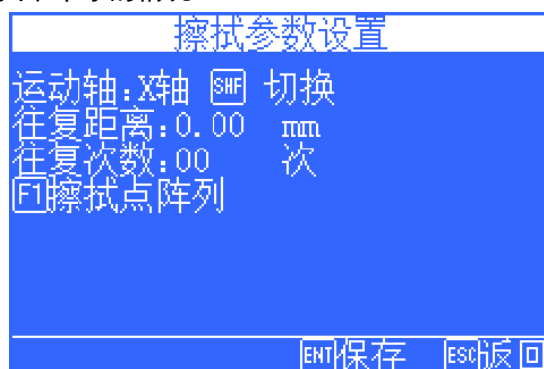 擦拭参数设置
运动轴:X轴 SHF 切换
往复距离:0.00 mm
往复次数:00 次
F1擦拭点阵列
ENT保存 ESC返回